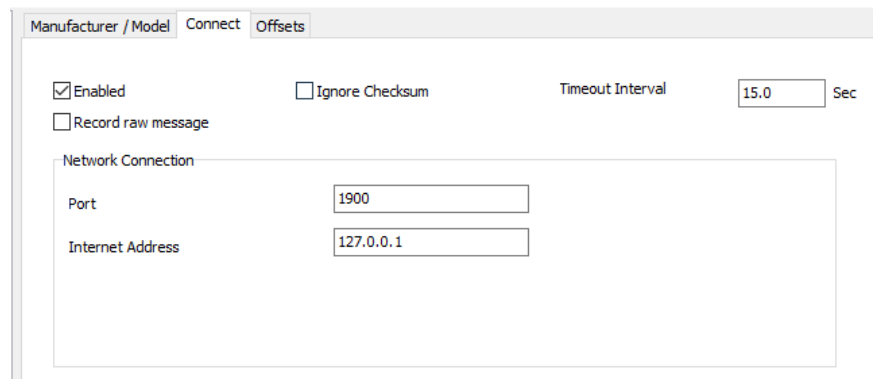 Manufacturer / Model Connect Offsets
Enabled Ignore Checksum Timeout Interval 15.0 Sec
Record raw message
Network Connection
Port 1900
Internet Address 127.0.0.1